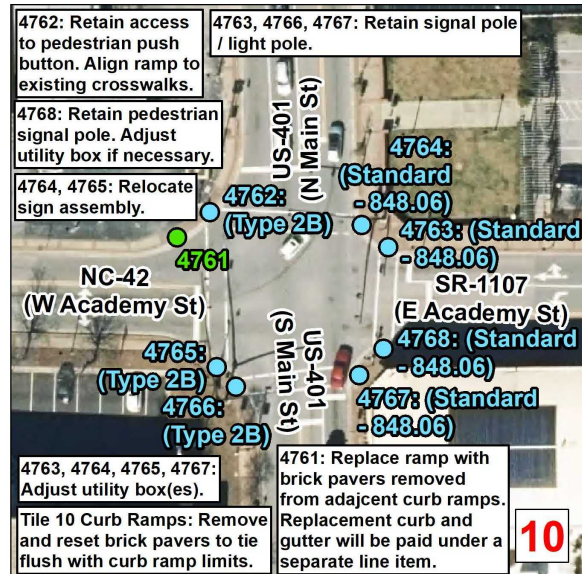 4762: Retain access
to pedestrian push
button. Align ramp to
existing crosswalks.
4763, 4766, 4767: Retain signal pole
/ light pole.
4768: Retain pedestrian
signal pole. Adjust
utility box if necessary.
4764, 4765: Relocate
sign assembly.
US-401
(N Main St)
4764:
(Standard
- 848.06)
4762:
(Type 2B)
4763: (Standard
- 848.06)
4761
NC-42
(W Academy St)
SR-1107
(E Academy St)
US-401
(S Main St)
4765:
(Type 2B)
4766:
(Type 2B)
4768: (Standard
- 848.06)
4767: (Standard
- 848.06)
4763, 4764, 4765, 4767:
Adjust utility box(es).
Tile 10 Curb Ramps: Remove
and reset brick pavers to tie
flush with curb ramp limits.
4761: Replace ramp with
brick pavers removed
from adajcent curb ramps.
Replacement curb and
gutter will be paid under a
separate line item.
10